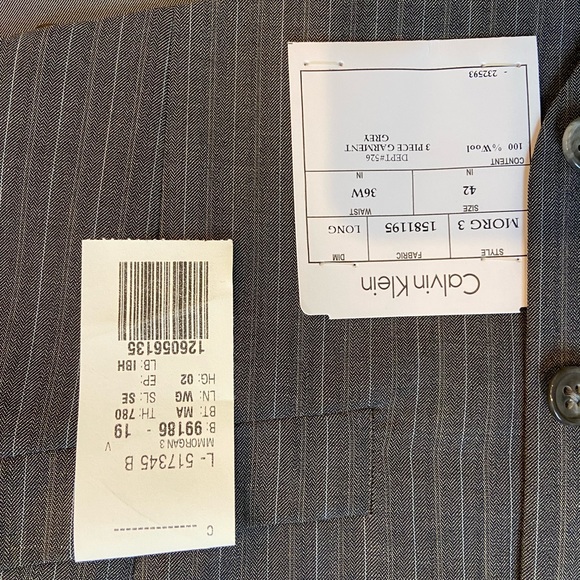 Calvin Klein
STYLE FABRIC DIM
MORG 3 1581195 LONG
SIZE WAIST
42 36W
IN IN
CONTENT
100 % Wool 3 PIECE GARMENT
DEPT#526
GREY
- 232593
C
L- 517345 B
MMORGAN 3 V
B: 99186 - 19
BT: MA TH: 780
LN: WG SL: SE
HG: 02 EP:
LB: IBH
126056135